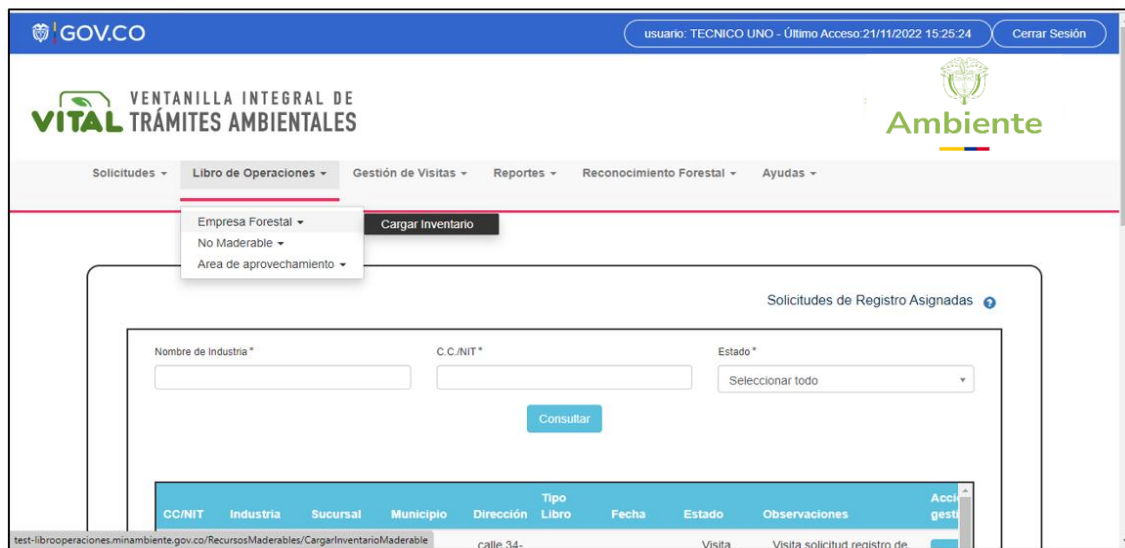 GOV.CO
usuario: TECNICO UNO - Último Acceso:21/11/2022 15:25:24
Cerrar Sesión
VITAL
VENTANILLA INTEGRAL DE
TRÁMITES AMBIENTALES
Ambiente
Solicitudes
Libro de Operaciones
Gestión de Visitas
Reportes
Reconocimiento Forestal
Ayudas
Empresa Forestal
Cargar Inventario
No Maderable
Area de aprovechamiento
Solicitudes de Registro Asignadas
Nombre de Industria *
C.C./NIT *
Estado *
Seleccionar todo
Consultar
CC/NIT
Industria
Sucursal
Municipio
Dirección
Tipo
Libro
Fecha
Estado
Observaciones
calle 34-
Visita
Visita solicitud registro de
test-librooperaciones.minambiente.gov.co/RecursosMaderables/CargarInventarioMaderable